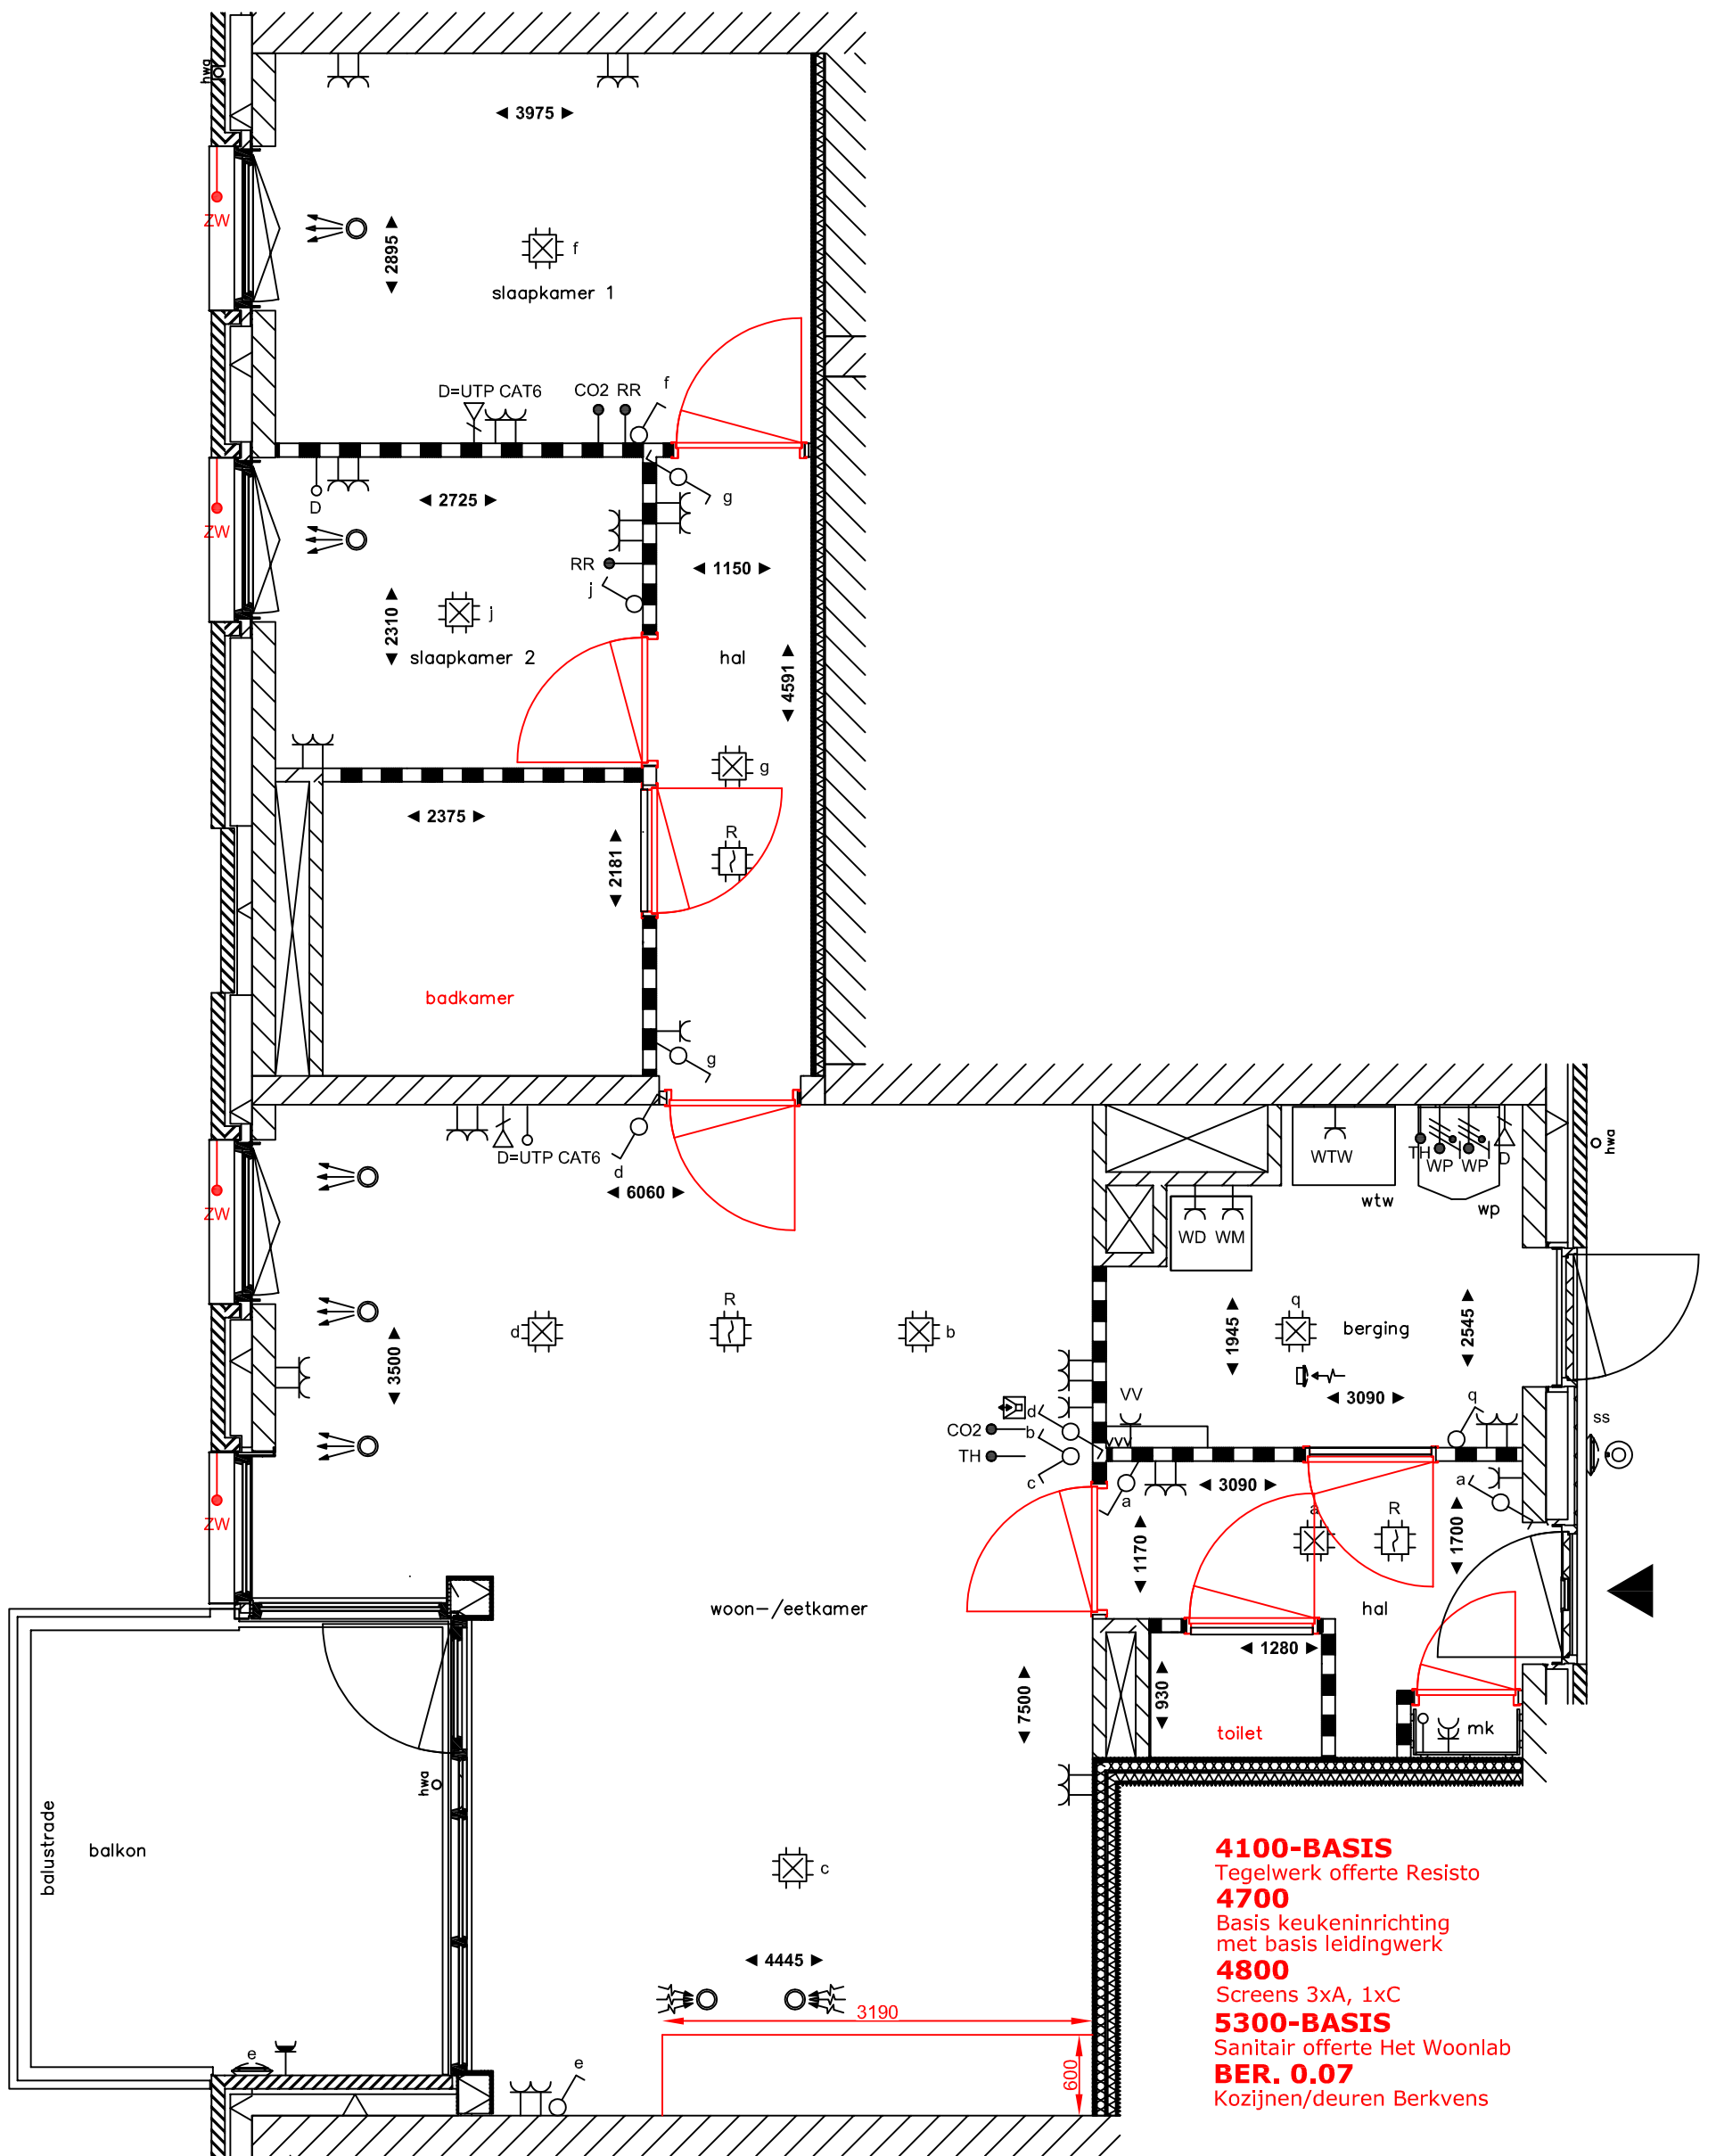 hwa
3975
ZW
2895
f
slaapkamer 1
D=UTP CAT6
CO2 RR
f
g
D
2725
ZW
RR
j
1150
2310
j
slaapkamer 2
hal
4591
g
2375
2181
R
badkamer
g
D=UTP CAT6
d
6060
ZW
WTW
TH
WP
WP
D
hwa
wtw
wp
WD
WM
d
R
b
q
berging
3500
1945
2545
3090
VV
q
ss
d
CO2
b
TH
c
VVV
a
3090
a
a
R
ZW
1170
1700
woon-/eetkamer
hal
1280
7500
930
toilet
mk
hwa
balustrade
balkon
c
4445
3190
600
e
e
4100-BASIS
Tegelwerk offerte Resisto
4700
Basis keukeninrichting
met basis leidingwerk
4800
Screens 3xA, 1xC
5300-BASIS
Sanitair offerte Het Woonlab
BER. 0.07
Kozijnen/deuren Berkvens